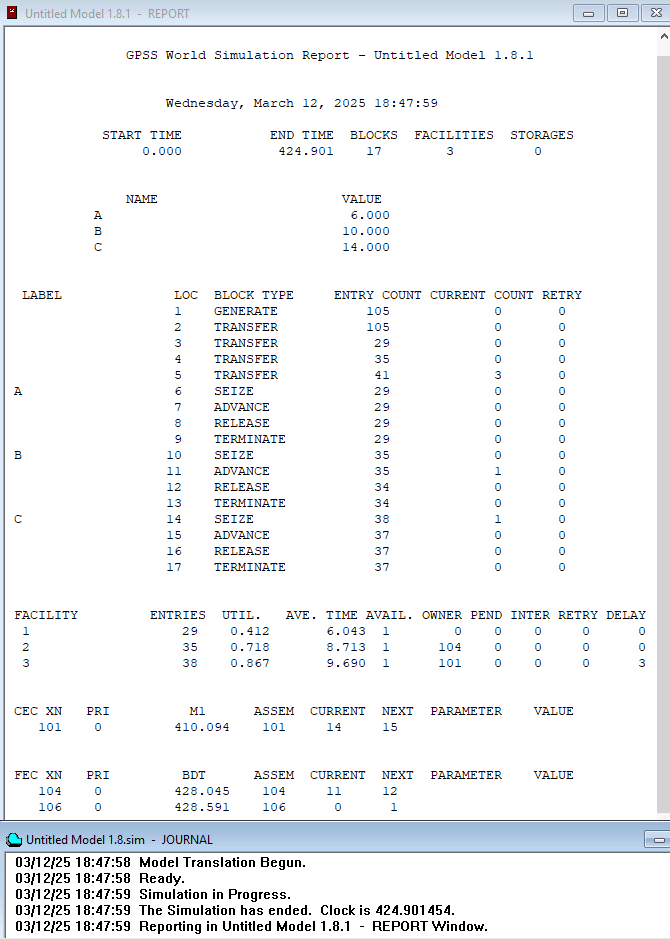 Untitled Model 1.8.1 - REPORT
GPSS World Simulation Report - Untitled Model 1.8.1
Wednesday, March 12, 2025 18:47:59
START TIME END TIME BLOCKS FACILITIES STORAGES
0.000 424.901 17 3 0
NAME VALUE
A 6.000
B 10.000
C 14.000
LABEL LOC BLOCK TYPE ENTRY COUNT CURRENT COUNT RETRY
1 GENERATE 105 0 0
2 TRANSFER 105 0 0
3 TRANSFER 29 0 0
4 TRANSFER 35 0 0
5 TRANSFER 41 3 0
A 6 SEIZE 29 0 0
7 ADVANCE 29 0 0
8 RELEASE 29 0 0
9 TERMINATE 29 0 0
B 10 SEIZE 35 0 0
11 ADVANCE 35 1 0
12 RELEASE 34 0 0
13 TERMINATE 34 0 0
C 14 SEIZE 38 1 0
15 ADVANCE 37 0 0
16 RELEASE 37 0 0
17 TERMINATE 37 0 0
FACILITY ENTRIES UTIL. AVE. TIME AVAIL. OWNER PEND INTER RETRY DELAY
1 29 0.412 6.043 1 0 0 0 0 0
2 35 0.718 8.713 1 104 0 0 0 0
3 38 0.867 9.690 1 101 0 0 0 3
CEC XN PRI M1 ASSEM CURRENT NEXT PARAMETER VALUE
101 0 410.094 101 14 15
FEC XN PRI BDT ASSEM CURRENT NEXT PARAMETER VALUE
104 0 428.045 104 11 12
106 0 428.591 106 0 1
Untitled Model 1.8.sim - JOURNAL
03/12/25 18:47:58 Model Translation Begun.
03/12/25 18:47:58 Ready.
03/12/25 18:47:59 Simulation in Progress.
03/12/25 18:47:59 The Simulation has ended. Clock is 424.901454.
03/12/25 18:47:59 Reporting in Untitled Model 1.8.1 - REPORT Window.